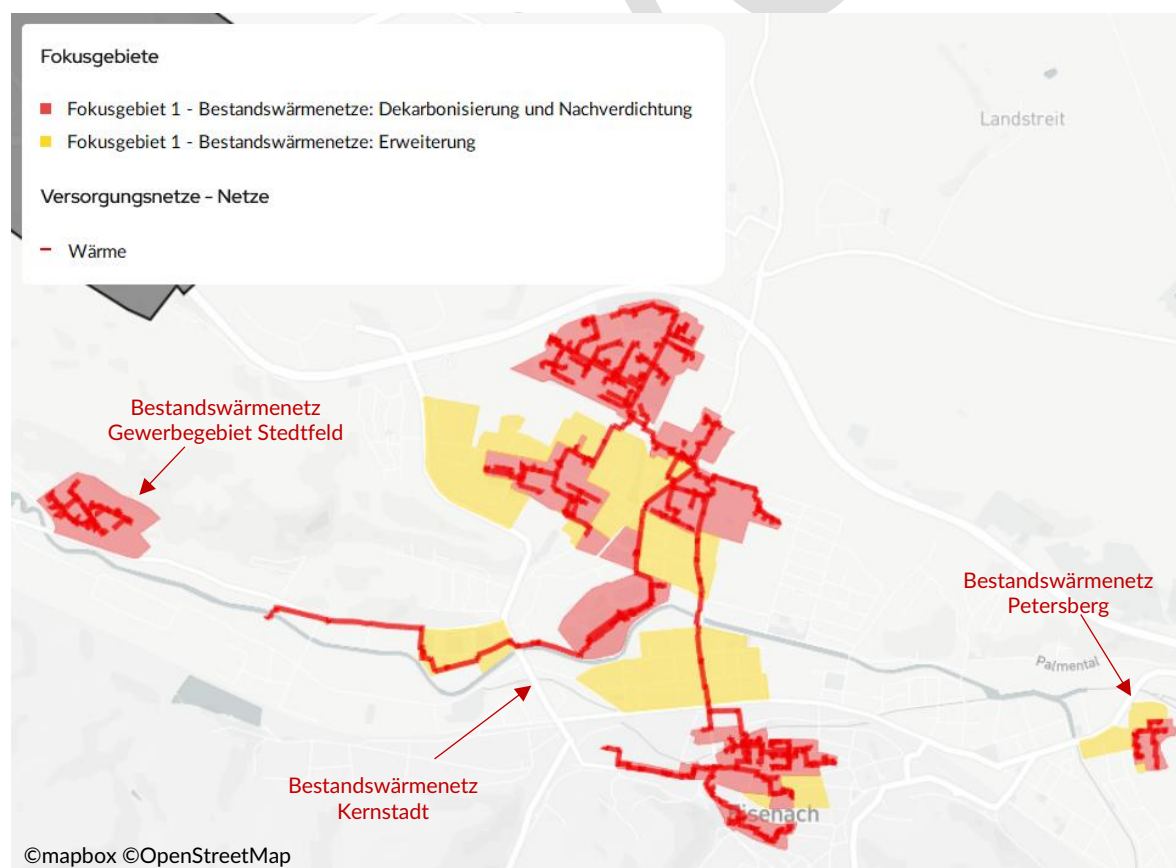 Fokusgebiete
Fokusgebiet 1 - Bestandswärmenetze: Dekarbonisierung und Nachverdichtung
Fokusgebiet 1 - Bestandswärmenetze: Erweiterung
Versorgungsnetze - Netze
Wärme
Landstreit
Bestandswärmenetz
Gewerbegebiet Stedtfeld
Bestandswärmenetz
Petersberg
Palmental
Bestandswärmenetz
Kernstadt
Eisenach
©mapbox ©OpenStreetMap